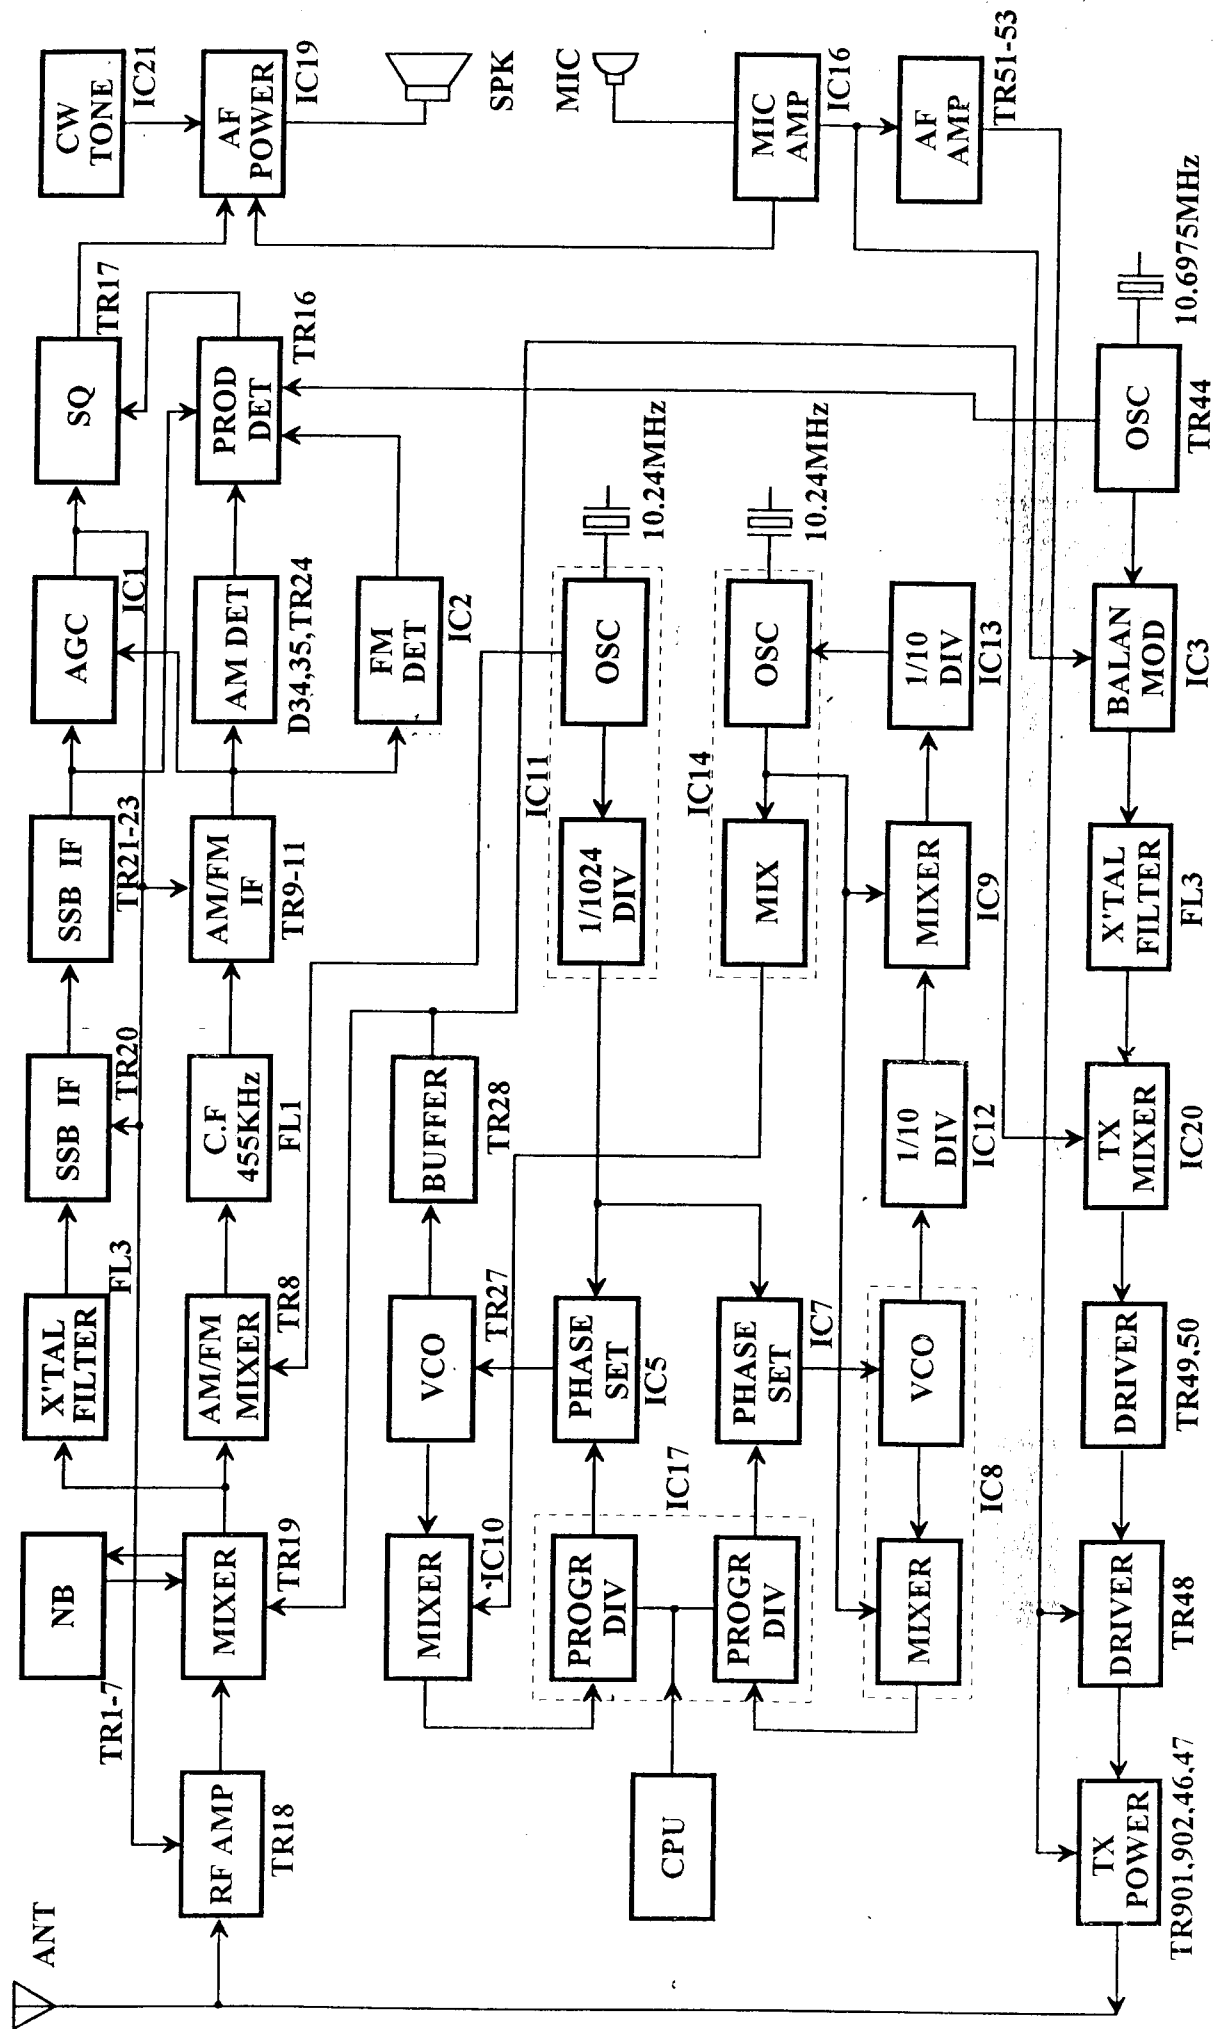 ANT
RF AMP
TR18
TR1-7
NB
MIXER
TR19
X'TAL
FILTER
FL3
AM/FM
MIXER
TR8
SSB IF
TR20
C.F
455KHz
FL1
SSB IF
TR21-23
AM/FM
IF
TR9-11
AGC
IC1
AM DET
D34,35,TR24
FM
DET
IC2
SQ
TR17
PROD
DET
TR16
CW
TONE
IC21
AF
POWER
IC19
SPK
MIC
MIC
AMP
IC16
AF
AMP
TR51-53
MIXER
IC10
VCO
TR27
BUFFER
TR28
IC11
1/1024
DIV
OSC
10.24MHz
CPU
PROGR
DIV
PROGR
DIV
IC17
PHASE
SET
IC5
PHASE
SET
IC7
IC14
MIX
OSC
10.24MHz
MIXER
VCO
IC8
1/10
DIV
IC12
MIXER
IC9
1/10
DIV
IC13
TX
POWER
TR901,902,46,47
DRIVER
TR48
DRIVER
TR49,50
TX
MIXER
IC20
X'TAL
FILTER
FL3
BALAN
MOD
IC3
OSC
TR44
10.6975MHz